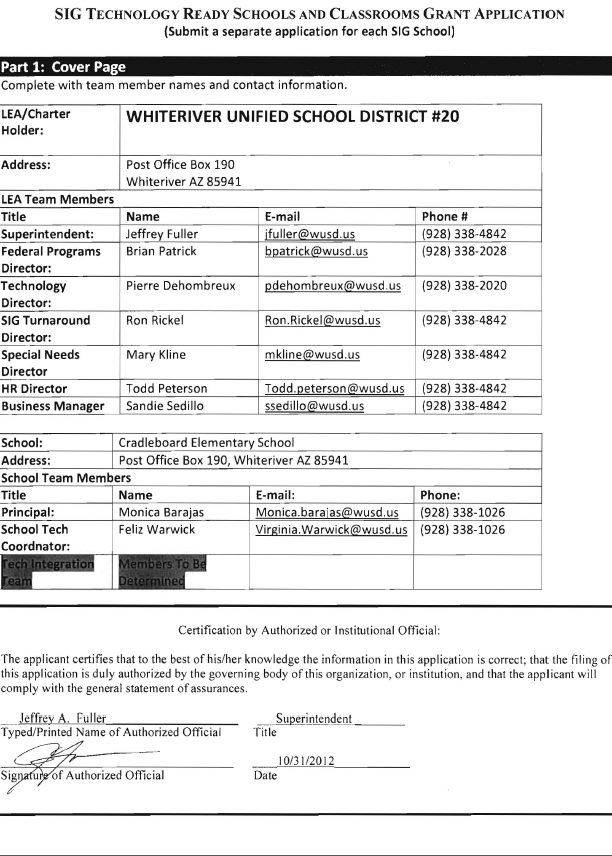 SIG TECHNOLOGY READY SCHOOLS AND CLASSROOMS GRANT APPLICATION
(Submit a separate application for each SIG School)
Part 1: Cover Page
Complete with team member names and contact information.
LEA/Charter Holder: WHITERIVER UNIFIED SCHOOL DISTRICT #20
Address: Post Office Box 190
Whiteriver AZ 85941
LEA Team Members
Title Name E-mail Phone #
Superintendent: Jeffrey Fuller jfuller@wusd.us (928) 338-4842
Federal Programs Brian Patrick bpatrick@wusd.us (928) 338-2028
Director:
Technology Pierre Dehombreux pdehombreux@wusd.us (928) 338-2020
Director:
SIG Turnaround Ron Rickel Ron.Rickel@wusd.us (928) 338-4842
Director:
Special Needs Mary Kline mkline@wusd.us (928) 338-4842
Director
HR Director Todd Peterson Todd.peterson@wusd.us (928) 338-4842
Business Manager Sandie Sedillo ssedillo@wusd.us (928) 338-4842
School: Cradleboard Elementary School
Address: Post Office Box 190, Whiteriver AZ 85941
School Team Members
Title Name E-mail: Phone:
Principal: Monica Barajas Monica.barajas@wusd.us (928) 338-1026
School Tech Feliz Warwick Virginia.Warwick@wusd.us (928) 338-1026
Coordnator:
Tech Integration Members To Be
Team Determined
Certification by Authorized or Institutional Official:
The applicant certifies that to the best of his/her knowledge the information in this application is correct; that the filing of
this application is duly authorized by the governing body of this organization, or institution, and that the applicant will
comply with the general statement of assurances.
Jeffrey A. Fuller Superintendent
Typed/Printed Name of Authorized Official Title
10/31/2012
Signature of Authorized Official Date